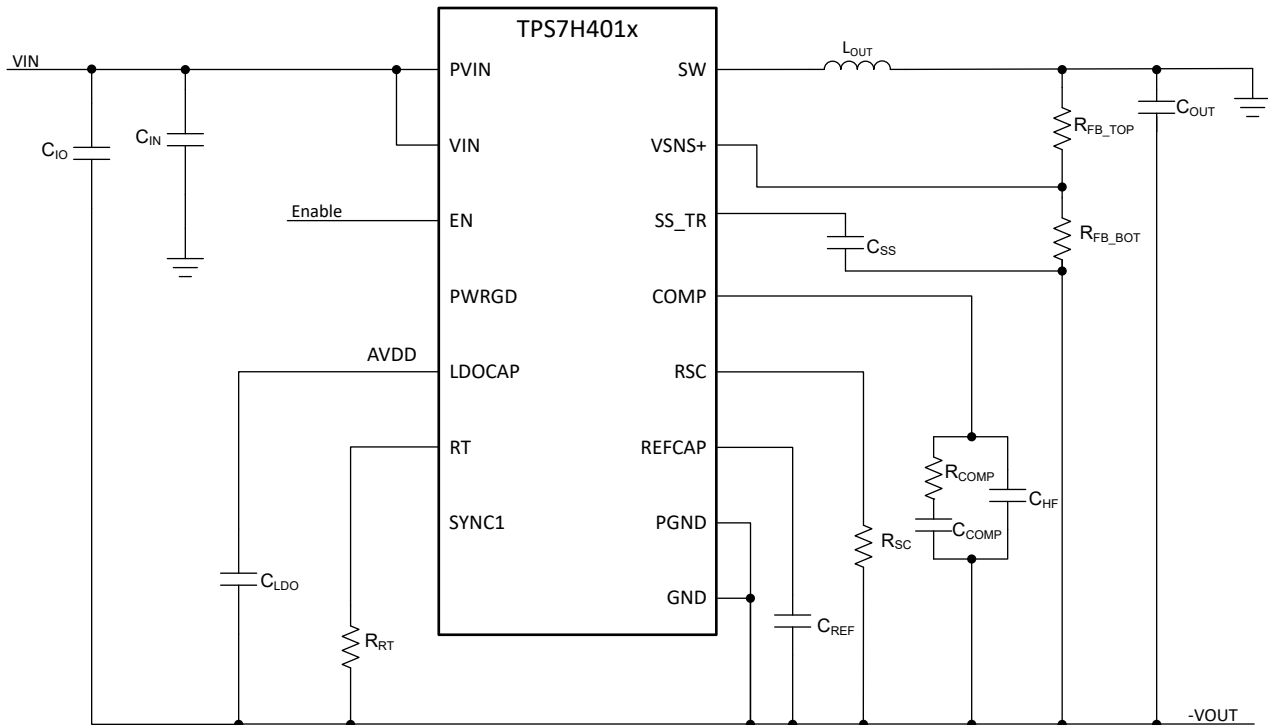 TPS7H401x
VIN
PVIN
SW
L_OUT
C_IO
C_IN
VIN
VSNS+
R_FB_TOP
C_OUT
Enable
EN
SS_TR
C_SS
R_FB_BOT
PWRGD
COMP
AVDD
LDOCAP
RSC
RT
REFCAP
R_COMP
C_HF
SYNC1
PGND
R_SC
C_COMP
C_LDO
GND
R_RT
C_REF
-VOUT